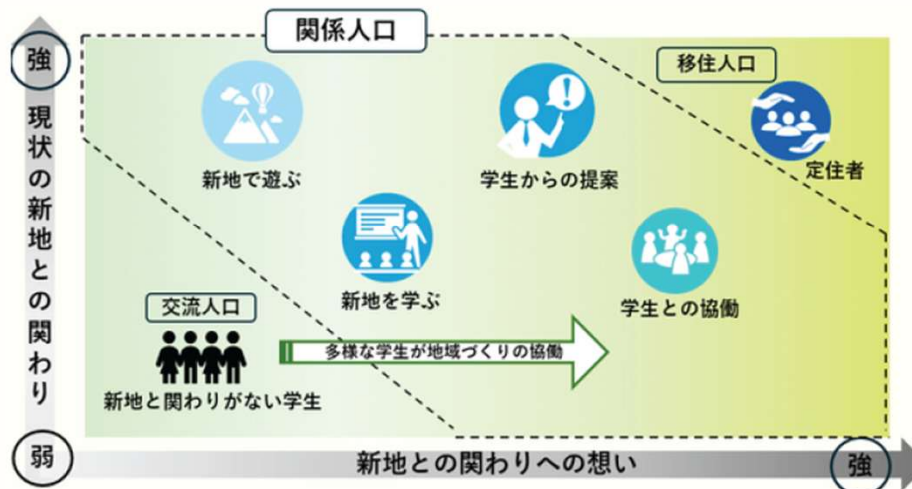 関係人口
強
移住人口
現状の新地との関わり
新地で遊ぶ
学生からの提案
定住者
新地を学ぶ
学生との協働
交流人口
多様な学生が地域づくりの協働
新地と関わりがない学生
弱
新地との関わりへの想い
強